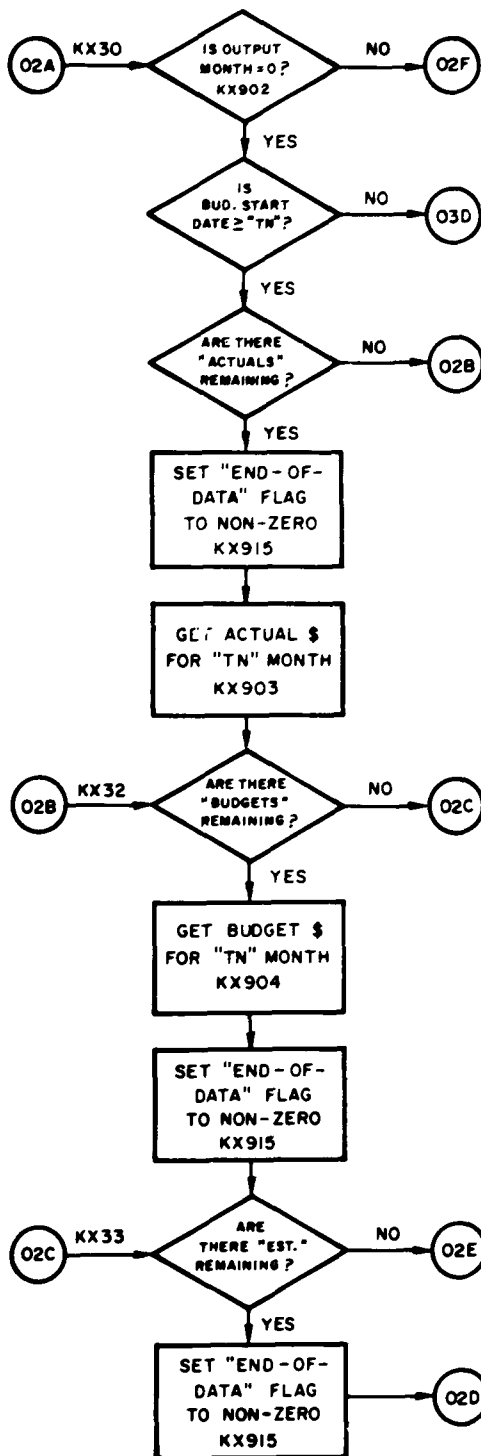 02A
KX30
IS OUTPUT
MONTH = 0?
KX902
NO
02F
YES
IS
BUD. START
DATE ≥ "TN"?
NO
03D
YES
ARE THERE
"ACTUALS"
REMAINING?
NO
02B
YES
SET "END-OF-
DATA" FLAG
TO NON-ZERO
KX915
GET ACTUAL $
FOR "TN" MONTH
KX903
02B
KX32
ARE THERE
"BUDGETS"
REMAINING?
NO
02C
YES
GET BUDGET $
FOR "TN" MONTH
KX904
SET "END-OF-
DATA" FLAG
TO NON-ZERO
KX915
02C
KX33
ARE
THERE "EST."
REMAINING?
NO
02E
YES
SET "END-OF-
DATA" FLAG
TO NON-ZERO
KX915
02D